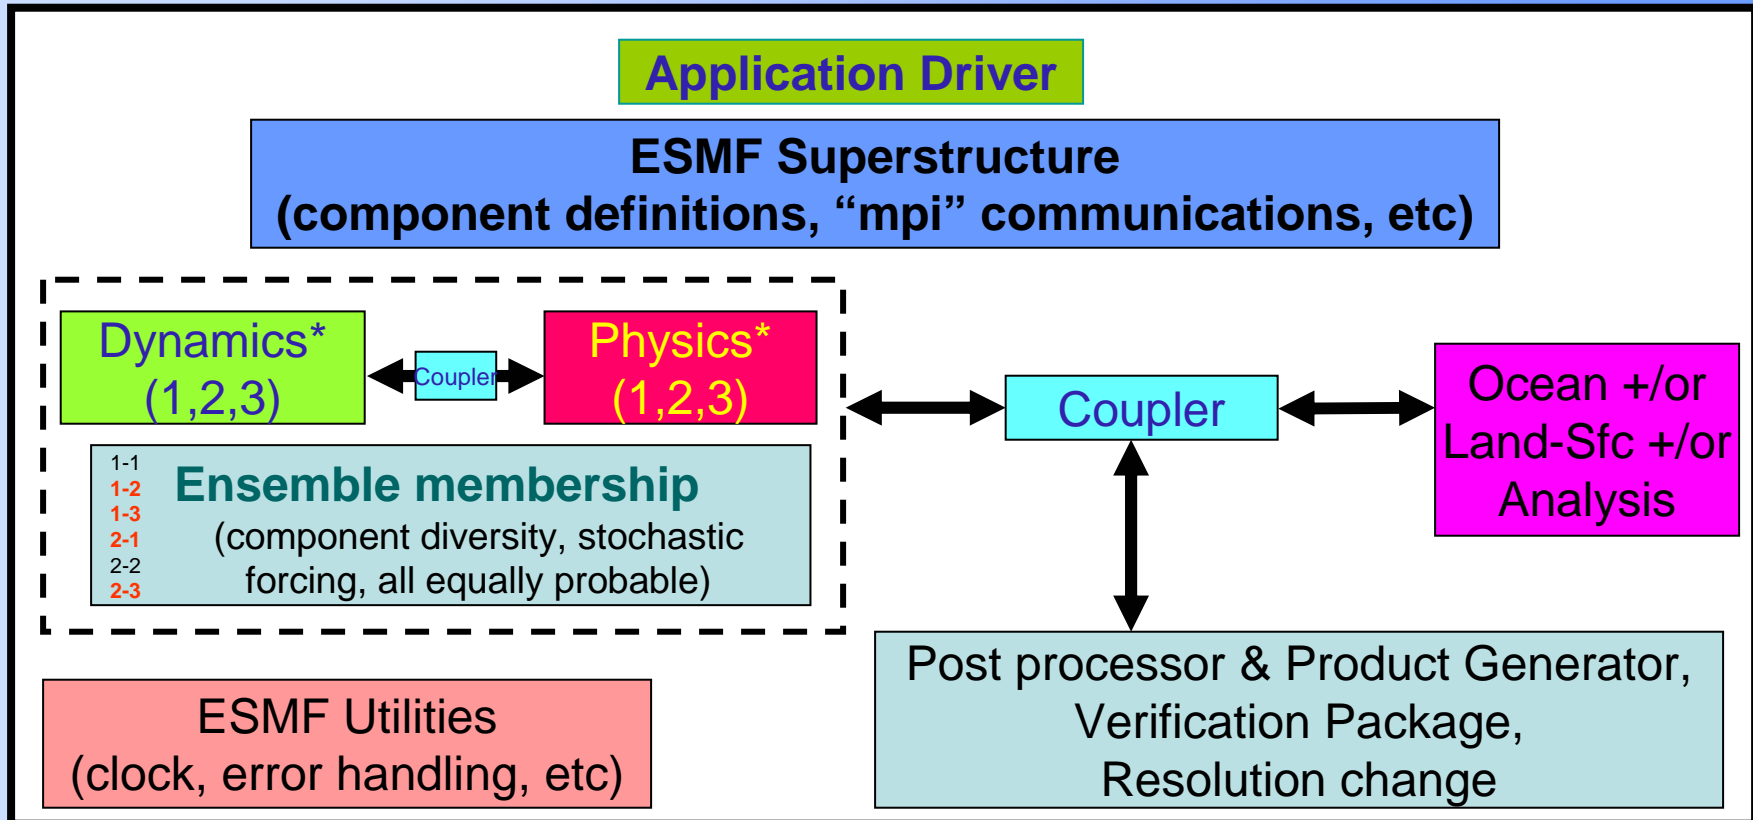 Application Driver
ESMF Superstructure
(component definitions, “mpi” communications, etc)
Dynamics*
(1,2,3)
Coupler
Physics*
(1,2,3)
1-1
1-2
1-3
2-1
2-2
2-3
Ensemble membership
(component diversity, stochastic
forcing, all equally probable)
Coupler
Ocean +/or
Land-Sfc +/or
Analysis
ESMF Utilities
(clock, error handling, etc)
Post processor & Product Generator,
Verification Package,
Resolution change